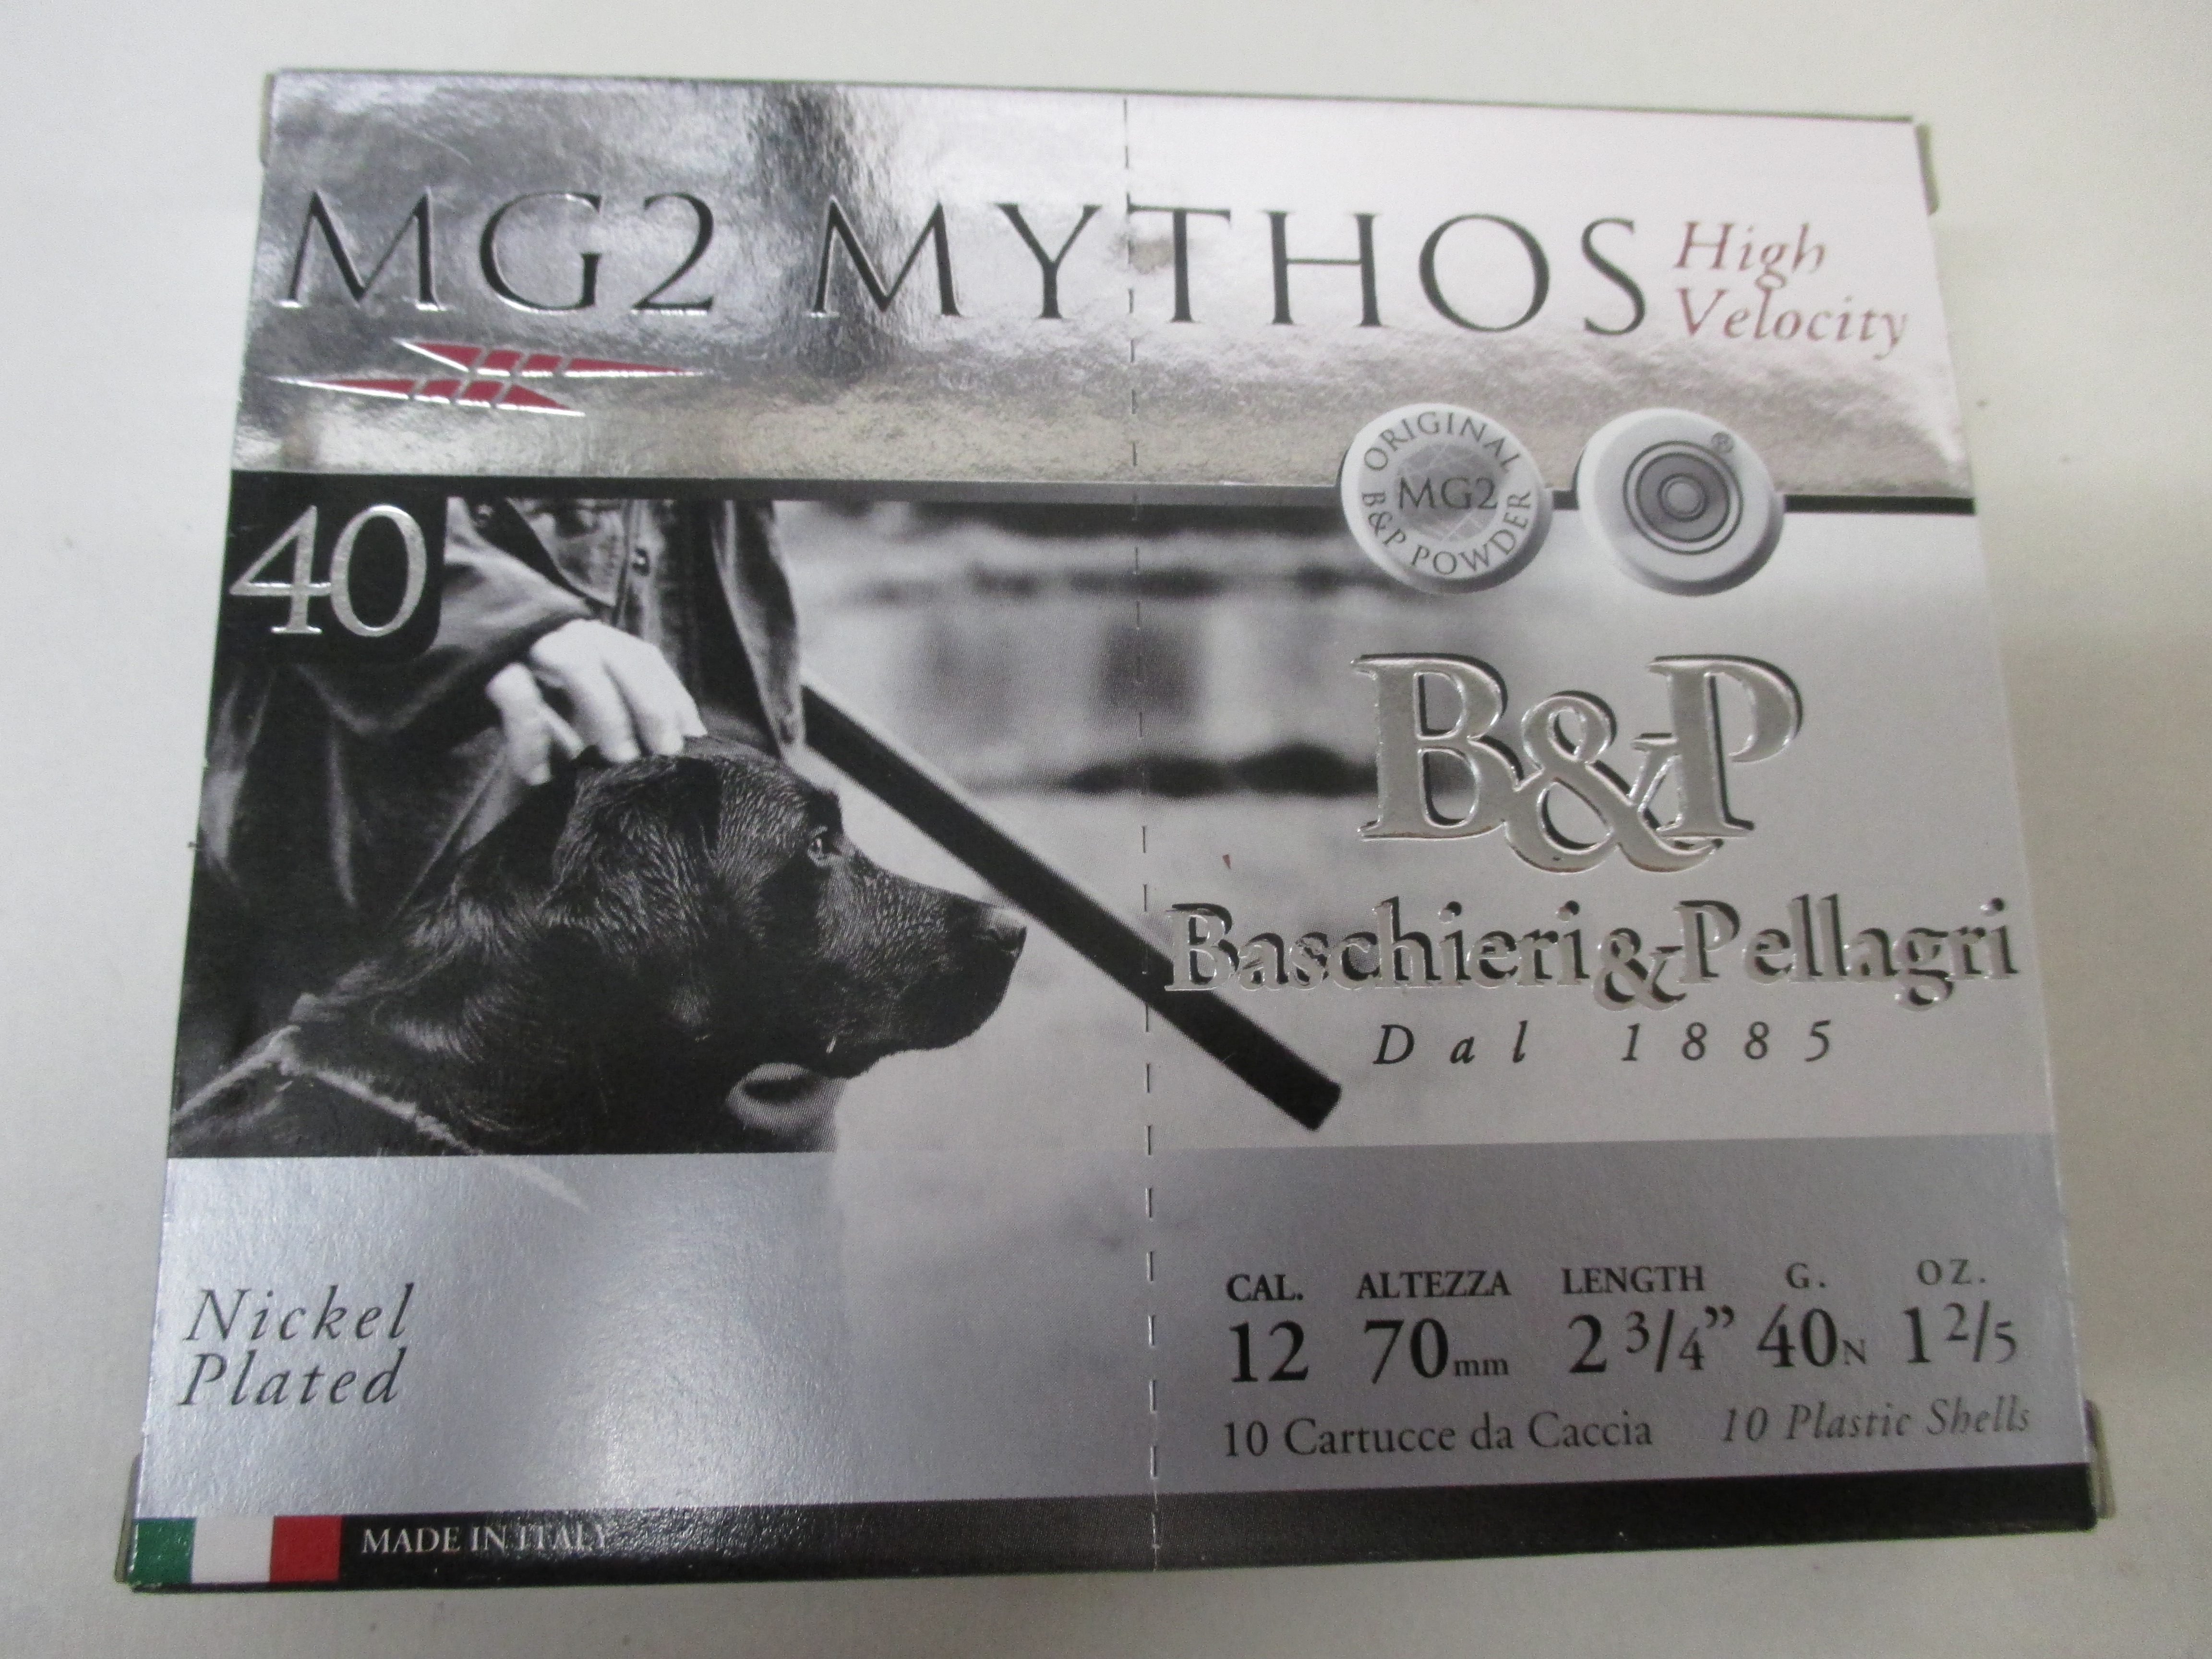 MG2 MYTHOS High
Velocity
ORIGINAL
MG2
B&P POWDER
®
40
B&P
Baschieri & Pellagri
Dal 1885
Nickel
Plated
CAL. ALTEZZA LENGTH G. OZ.
12 70mm 2 3/4” 40N 1 2/5
10 Cartucce da Caccia 10 Plastic Shells
MADE IN ITALY